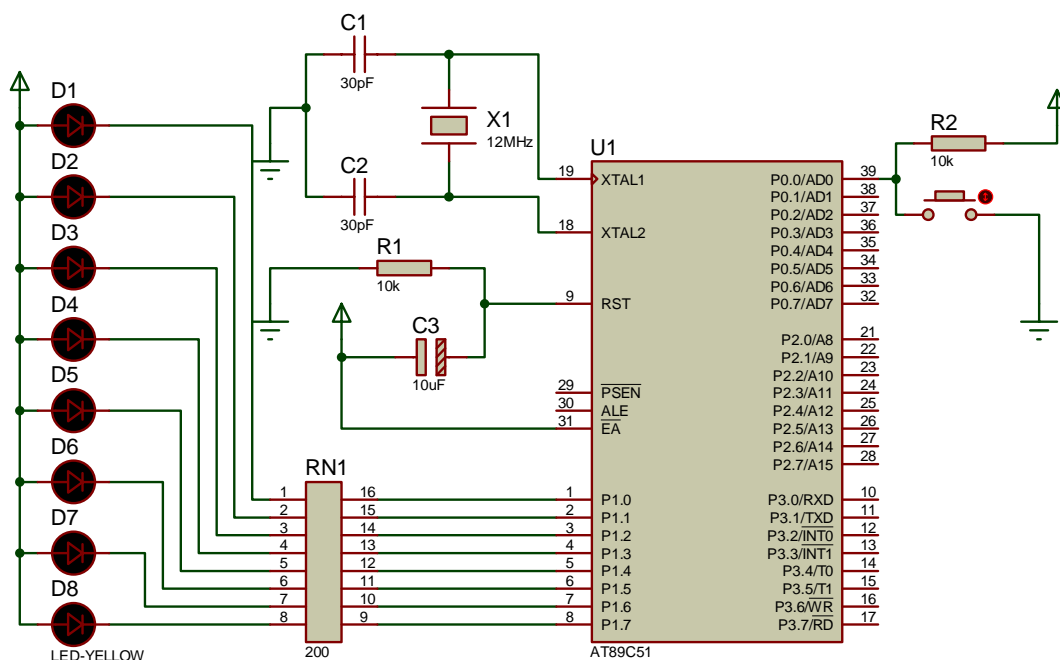 C1
30pF
X1
12MHz
C2
30pF
D1
D2
D3
D4
D5
D6
D7
D8
LED-YELLOW
R1
10k
C3
10uF
RN1
1
2
3
4
5
6
7
8
16
15
14
13
12
11
10
9
200
U1
19
XTAL1
18
XTAL2
9
RST
29
PSEN
30
ALE
31
EA
1
P1.0
2
P1.1
3
P1.2
4
P1.3
5
P1.4
6
P1.5
7
P1.6
8
P1.7
P0.0/AD0
39
P0.1/AD1
38
P0.2/AD2
37
P0.3/AD3
36
P0.4/AD4
35
P0.5/AD5
34
P0.6/AD6
33
P0.7/AD7
32
P2.0/A8
21
P2.1/A9
22
P2.2/A10
23
P2.3/A11
24
P2.4/A12
25
P2.5/A13
26
P2.6/A14
27
P2.7/A15
28
P3.0/RXD
10
P3.1/TXD
11
P3.2/INT0
12
P3.3/INT1
13
P3.4/T0
14
P3.5/T1
15
P3.6/WR
16
P3.7/RD
17
AT89C51
R2
10k